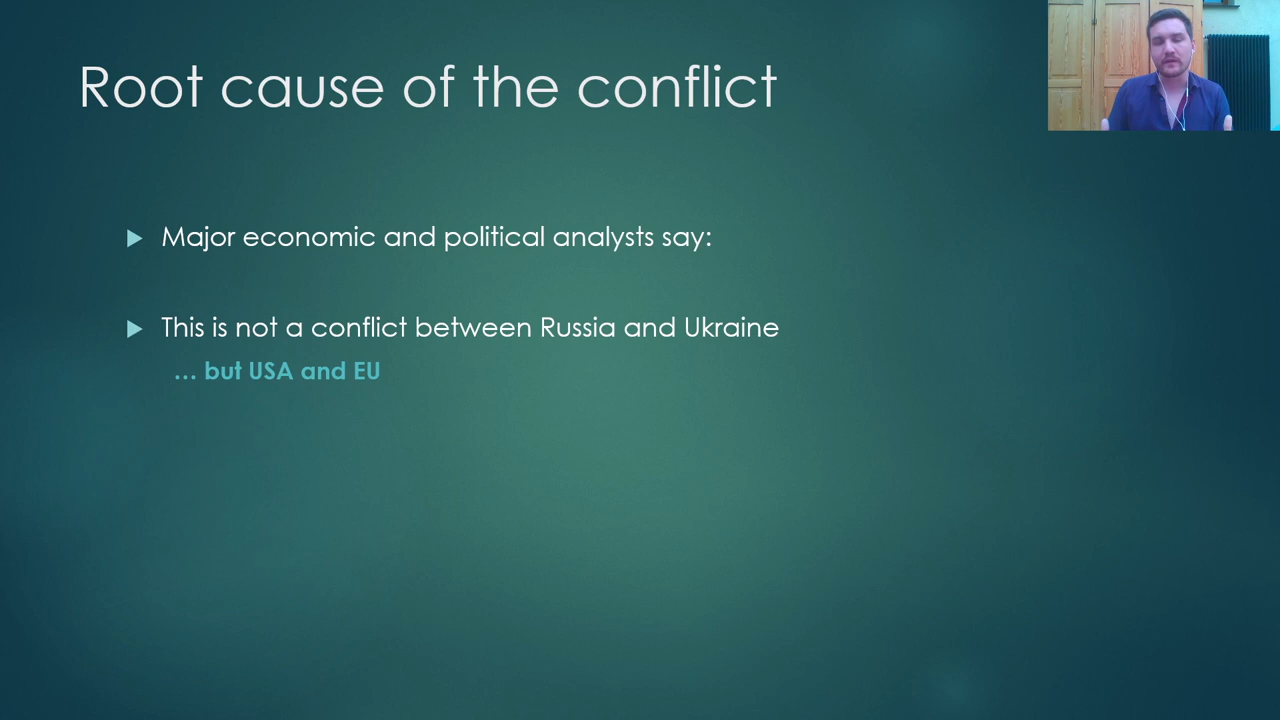 Root cause of the conflict
Major economic and political analysts say:
This is not a conflict between Russia and Ukraine
... but USA and EU